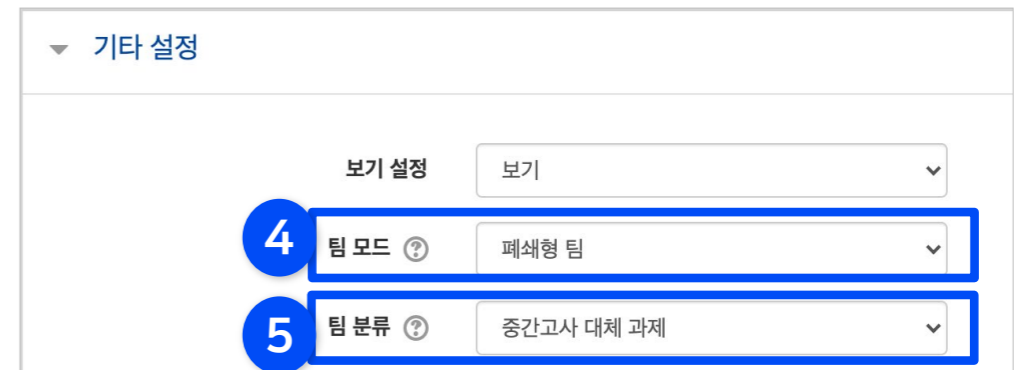 기타 설정
보기 설정 보기
4 팀 모드 ? 폐쇄형 팀
5 팀 분류 ? 중간고사 대체 과제